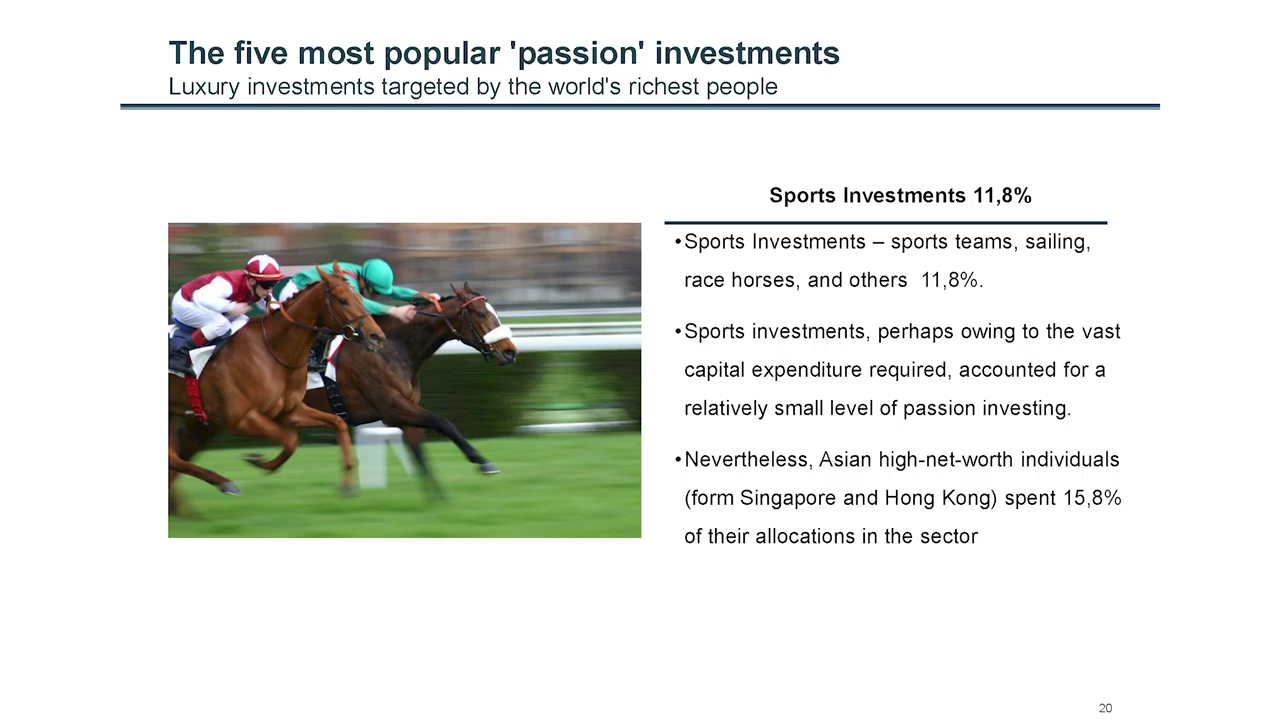 The five most popular 'passion' investments
Luxury investments targeted by the world's richest people
Sports Investments 11,8%
•Sports Investments – sports teams, sailing,
race horses, and others 11,8%.
•Sports investments, perhaps owing to the vast
capital expenditure required, accounted for a
relatively small level of passion investing.
•Nevertheless, Asian high-net-worth individuals
(form Singapore and Hong Kong) spent 15,8%
of their allocations in the sector
20